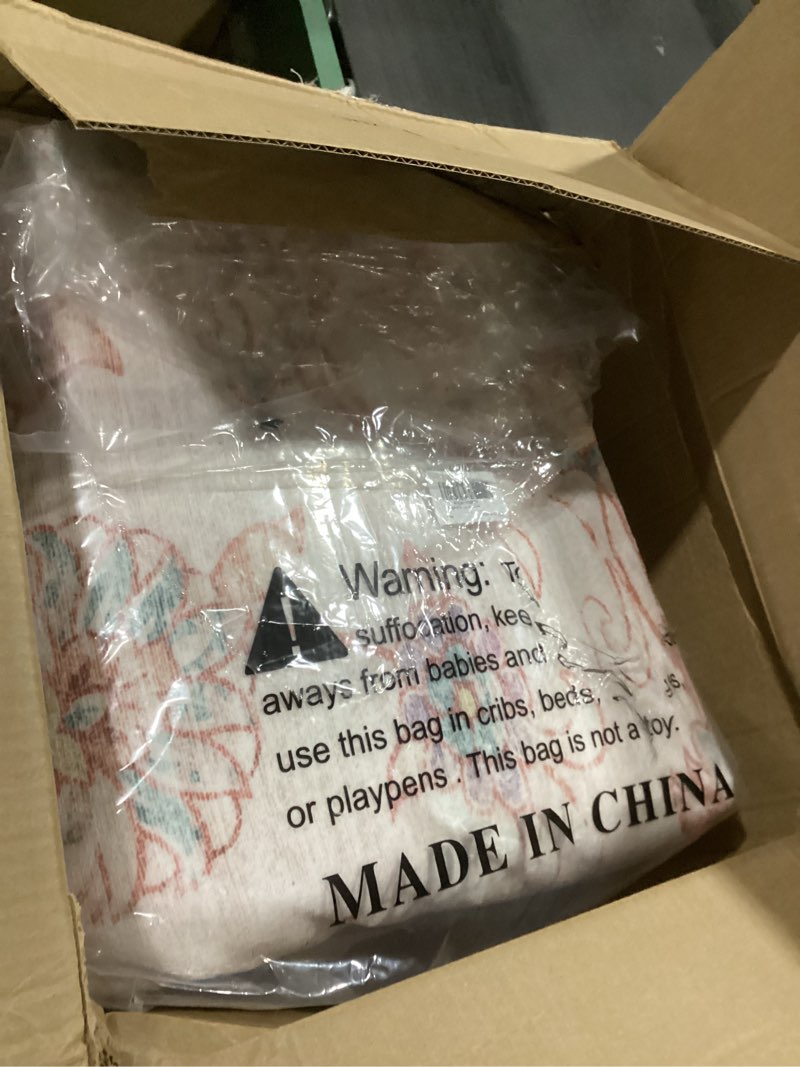 Warning: To
suffocation, kee
aways from babies and
use this bag in cribs, beds,
or playpens . This bag is not a toy.
MADE IN CHINA